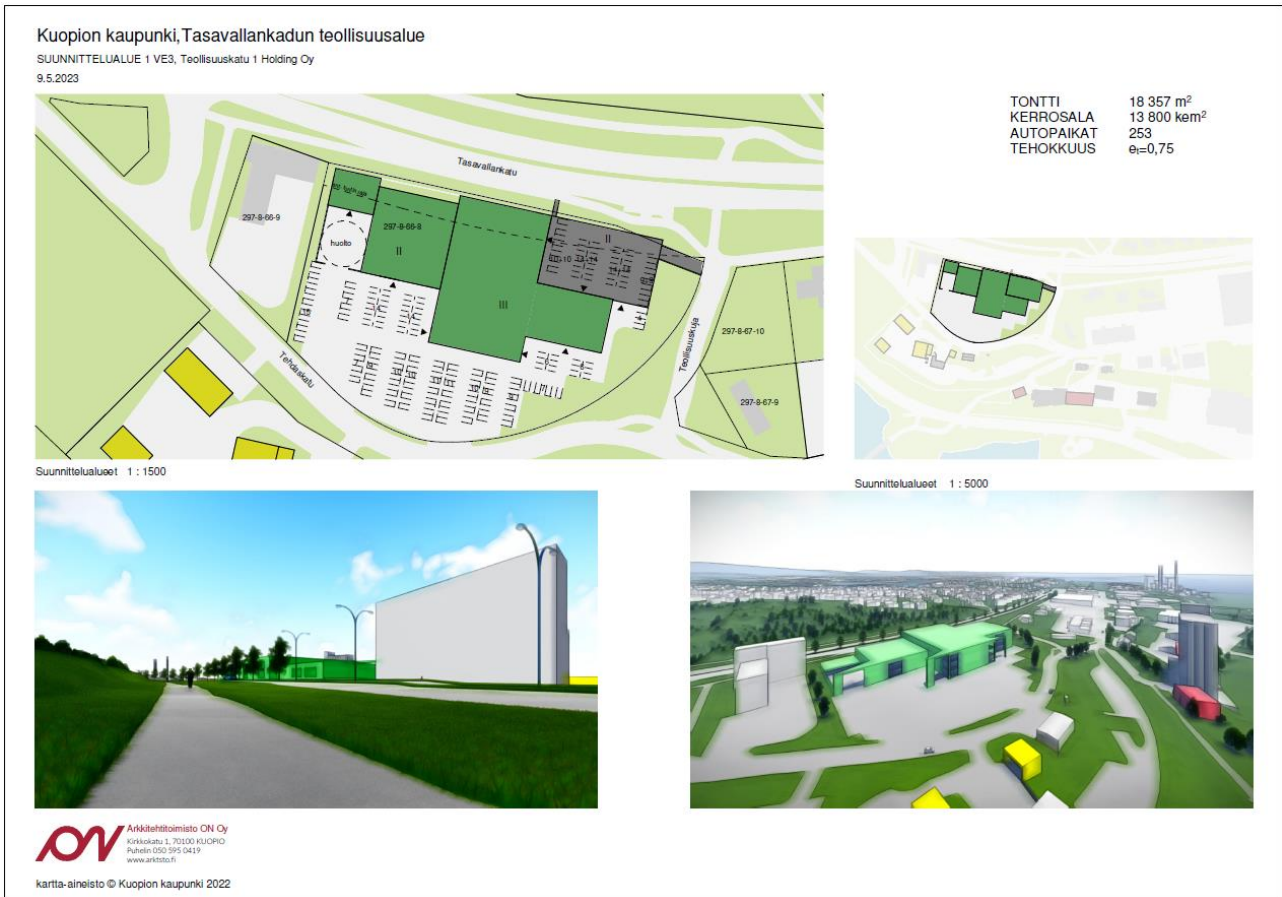 Kuopion kaupunki,Tasavallankadun teollisuusalue
SUUNNITTELUALUE 1 VE3, Teollisuuskatu 1 Holding Oy
9.5.2023
TONTTI 18 357 m²
KERROSALA 13 800 kem²
AUTOPAIKAT 253
TEHOKKUUS eₜ=0,75
Tasavallankatu
297-8-66-9
297-8-66-8
huolto
II
II
III
Teollisuuskuja
297-8-67-10
297-8-67-9
Tehdaskatu
Suunnittelualueet 1 : 1500
Suunnittelualueet 1 : 5000
ON
Arkkitehtitoimisto ON Oy
Kirkkokatu 1, 70100 KUOPIO
Puhelin 050 595 0419
www.arktsto.fi
kartta-aineisto © Kuopion kaupunki 2022